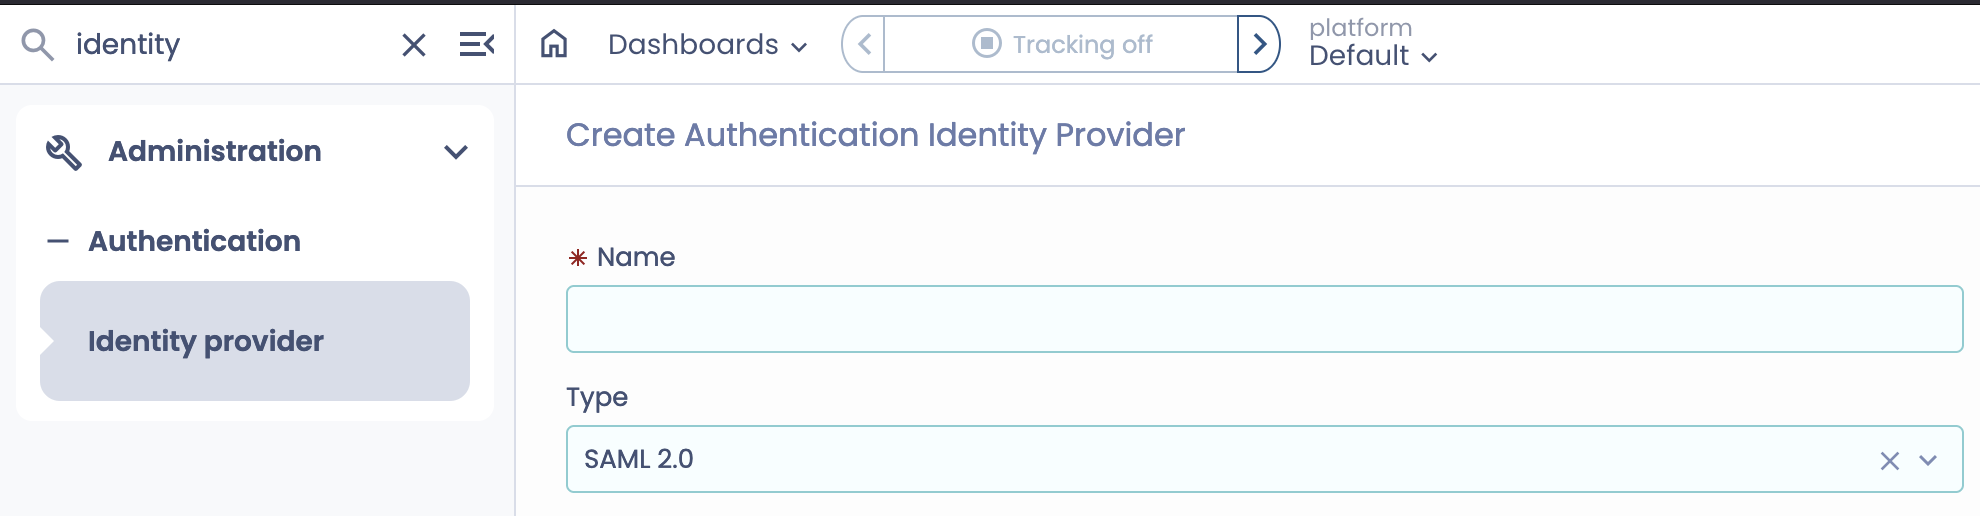 identity
Dashboards
Tracking off
platform
Default
Administration
Authentication
Identity provider
Create Authentication Identity Provider
* Name
Type
SAML 2.0